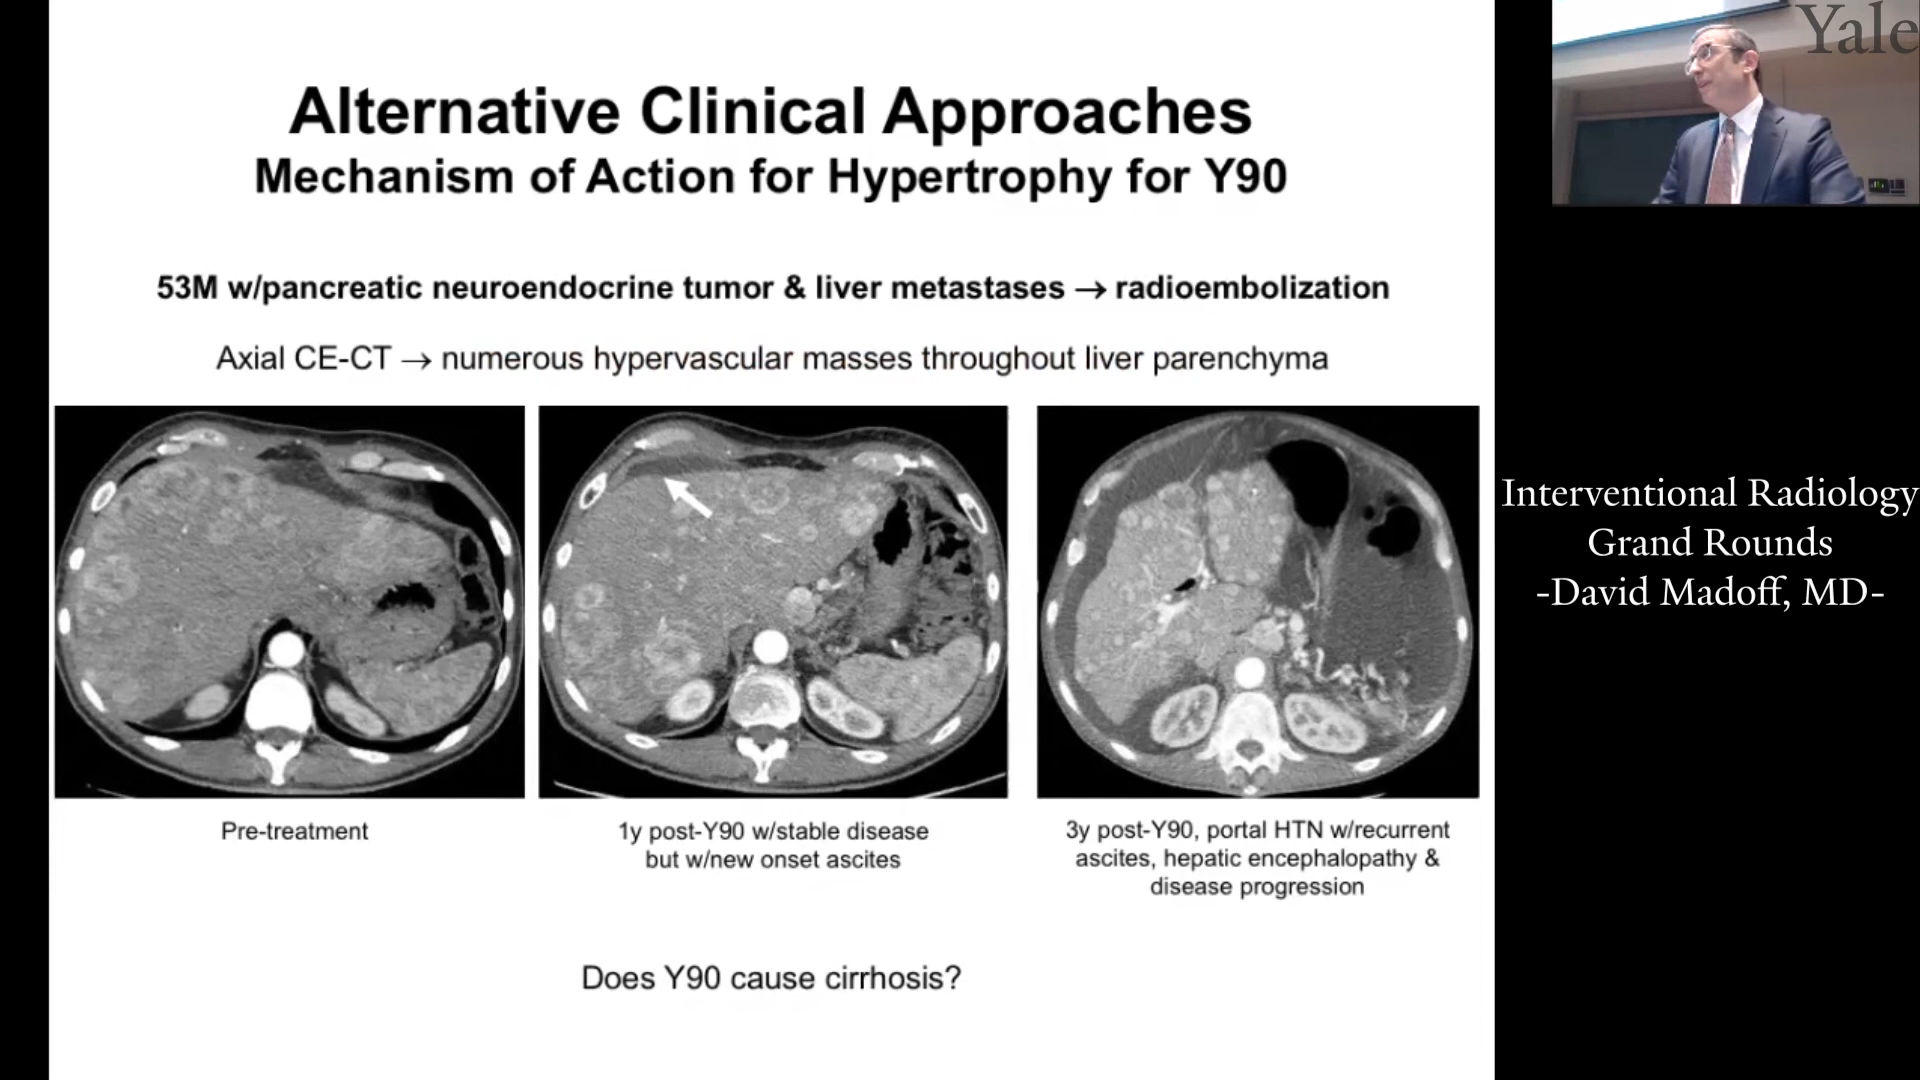 Yale
Alternative Clinical Approaches
Mechanism of Action for Hypertrophy for Y90
53M w/pancreatic neuroendocrine tumor & liver metastases → radioembolization
Axial CE-CT → numerous hypervascular masses throughout liver parenchyma
Pre-treatment
1y post-Y90 w/stable disease
but w/new onset ascites
3y post-Y90, portal HTN w/recurrent
ascites, hepatic encephalopathy &
disease progression
Does Y90 cause cirrhosis?
Interventional Radiology
Grand Rounds
-David Madoff, MD-